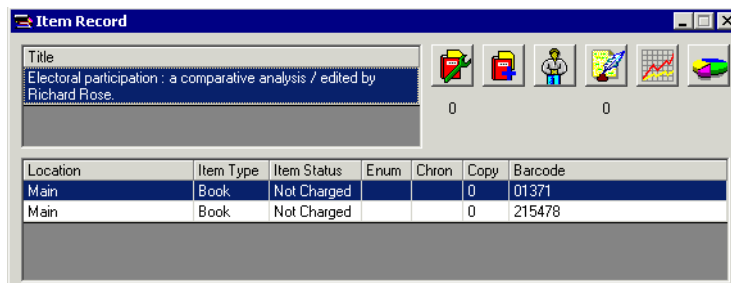 Item Record
Title
Electoral participation : a comparative analysis / edited by
Richard Rose.
0 0
Location Item Type Item Status Enum Chron Copy Barcode
Main Book Not Charged 0 01371
Main Book Not Charged 0 215478